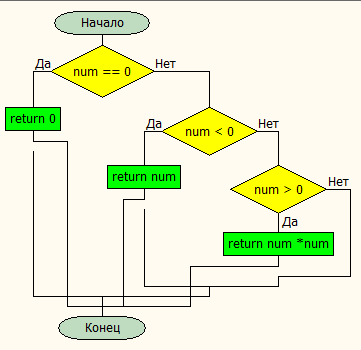 Начало
Да
num == 0
Нет
return 0
Да
num < 0
Нет
return num
num > 0
Нет
Да
return num *num
Конец